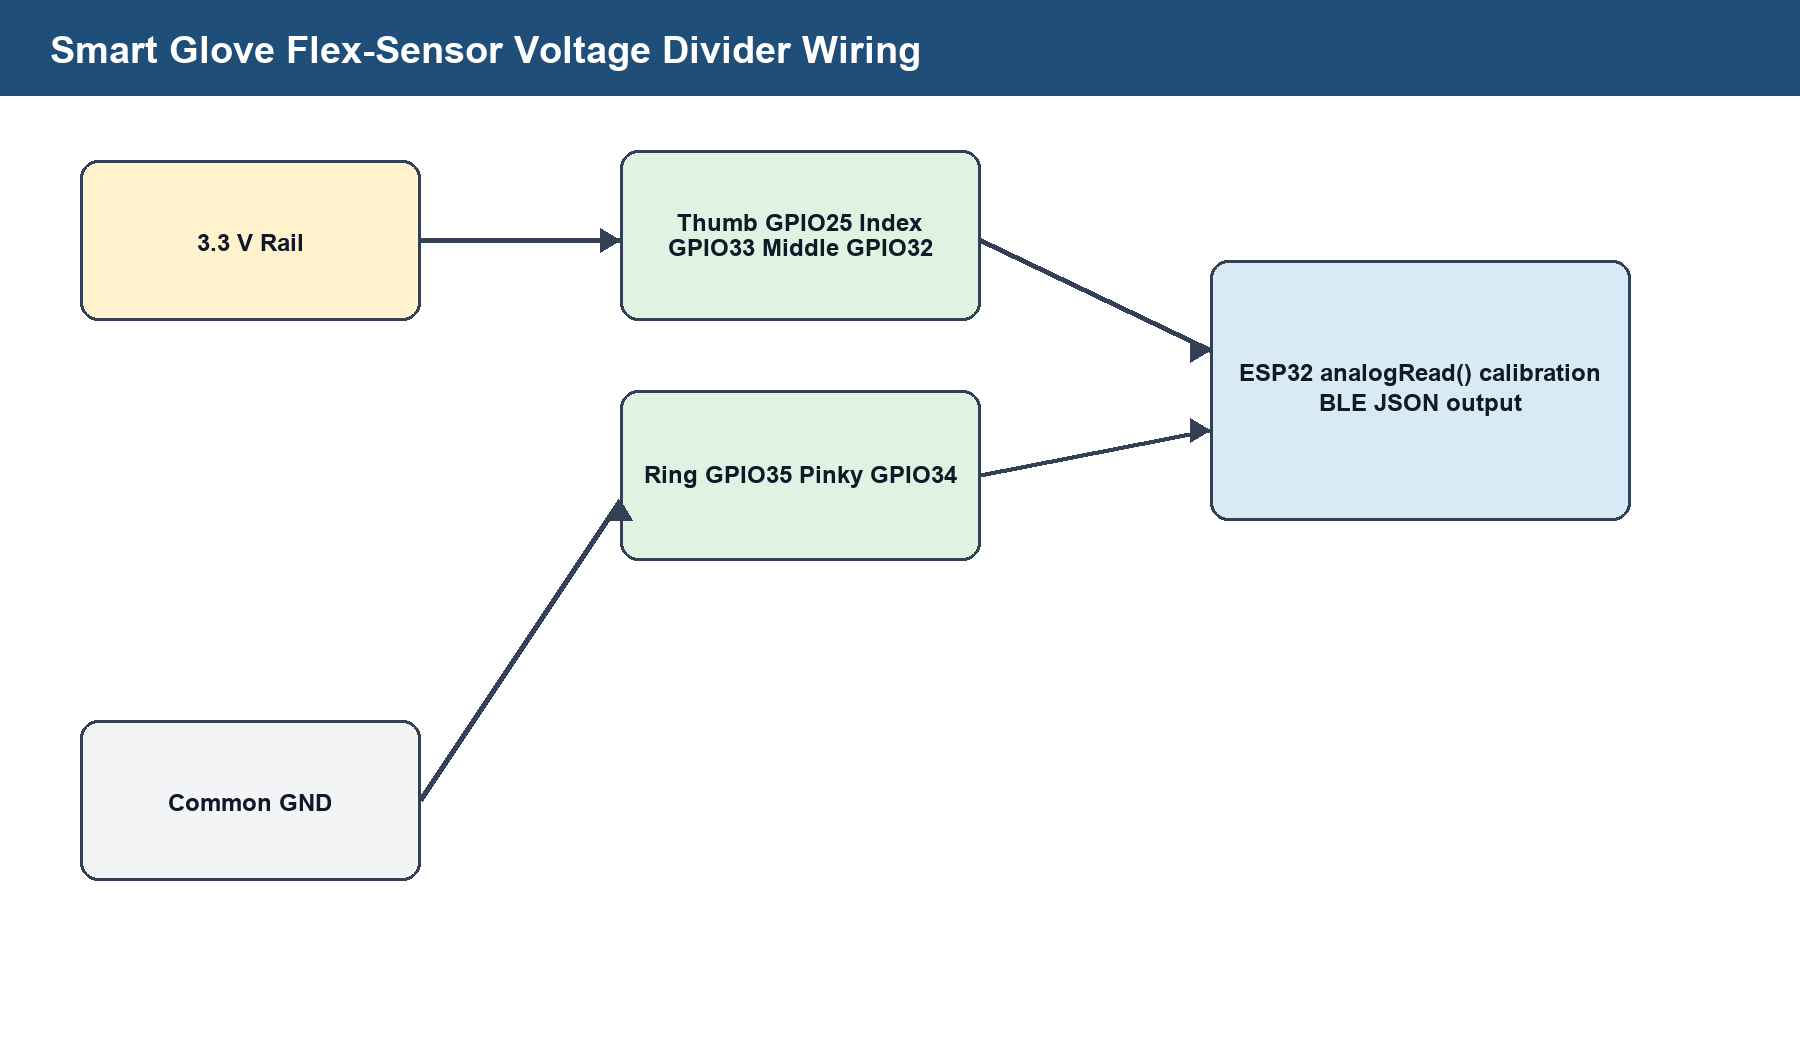 Smart Glove Flex-Sensor Voltage Divider Wiring
3.3 V Rail
Thumb GPIO25 Index
GPIO33 Middle GPIO32
ESP32 analogRead() calibration
BLE JSON output
Ring GPIO35 Pinky GPIO34
Common GND